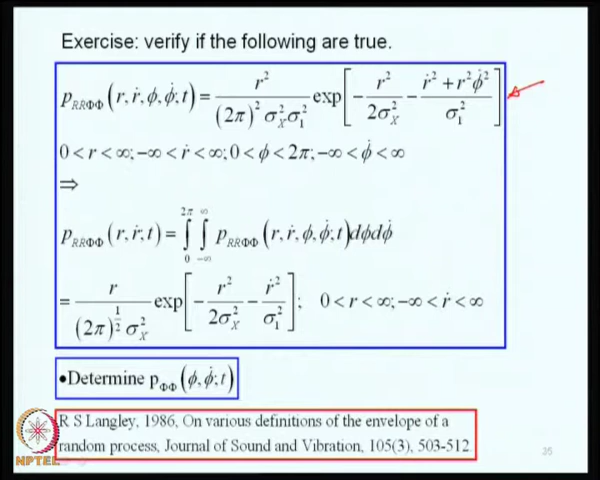 Exercise: verify if the following are true.
p_{RṘΦΦ̇}(r, ṙ, ϕ, ϕ̇; t) = r² / ((2π)² σ_X² σ_1²) exp[ −r²/(2σ_X²) − (ṙ² + r²ϕ̇²)/σ_1² ]
0 < r < ∞; −∞ < ṙ < ∞; 0 < ϕ < 2π; −∞ < ϕ̇ < ∞
⇒
p_{RṘΦΦ̇}(r, ṙ; t) = ∫_0^{2π} ∫_{−∞}^{∞} p_{RṘΦΦ̇}(r, ṙ, ϕ, ϕ̇; t) dϕ dϕ̇
= r / ((2π)^{1/2} σ_X²) exp[ −r²/(2σ_X²) − ṙ²/σ_1² ]; 0 < r < ∞; −∞ < ṙ < ∞
•Determine p_{ΦΦ̇}(ϕ, ϕ̇; t)
R S Langley, 1986, On various definitions of the envelope of a
random process, Journal of Sound and Vibration, 105(3), 503-512
NPTEL
35